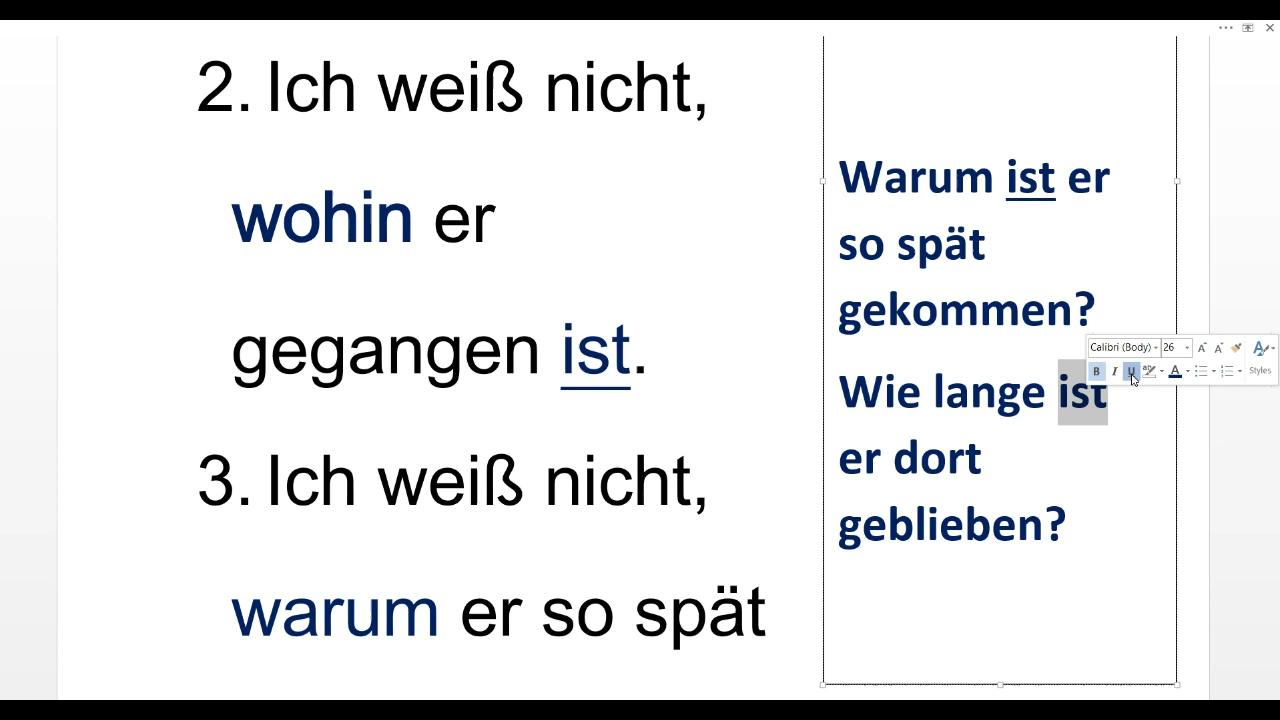 2. Ich weiß nicht,
wohin er
gegangen ist.
3. Ich weiß nicht,
warum er so spät
Warum ist er
so spät
gekommen?
Wie lange ist
er dort
geblieben?
Calibri (Body) 26
B I U A Styles